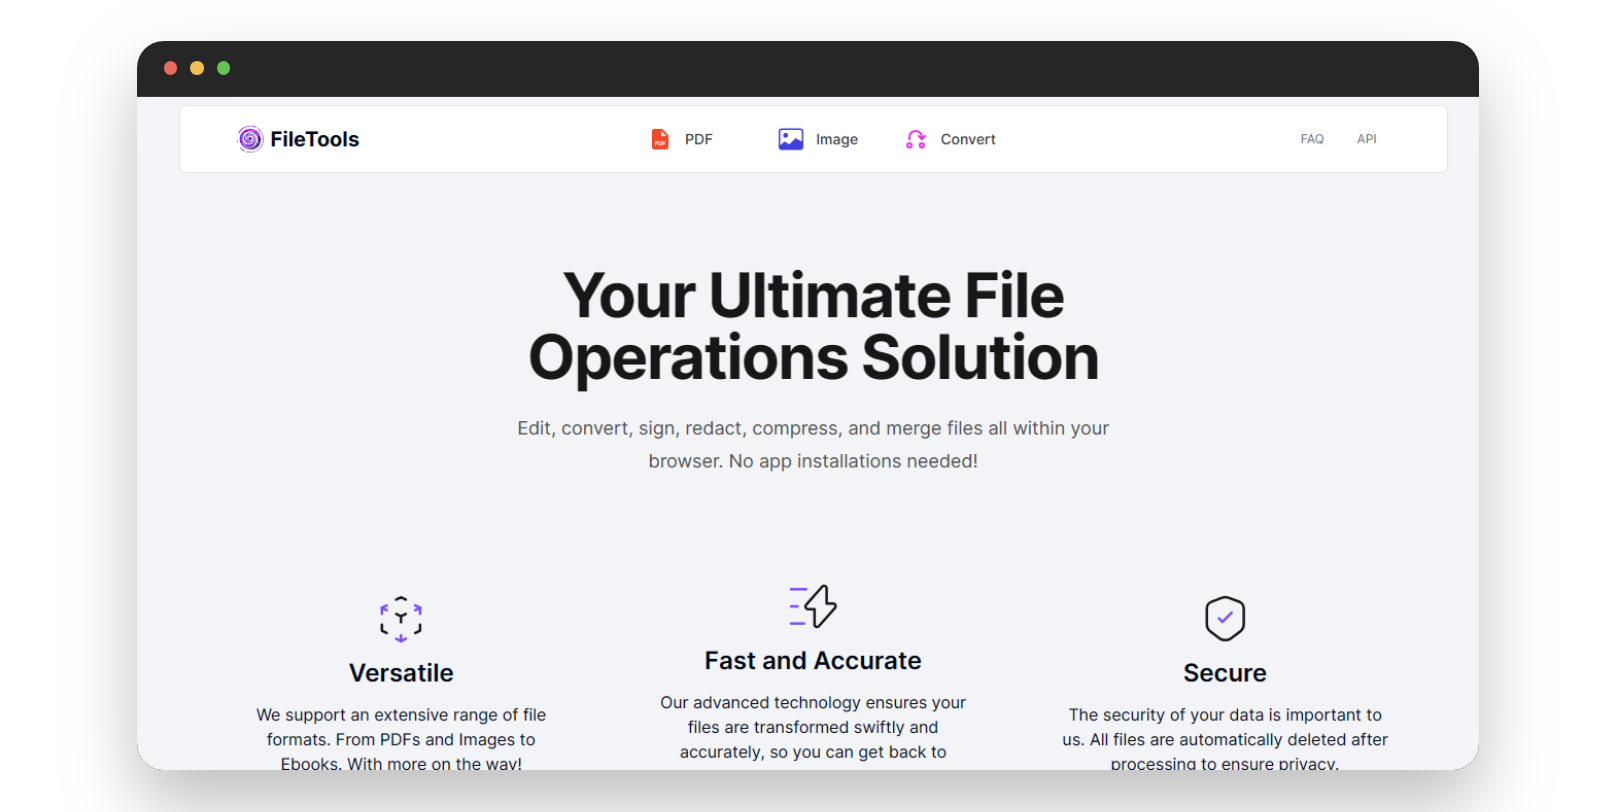 FileTools
PDF
PDF
Image
Convert
FAQ
API
Your Ultimate File
Operations Solution
Edit, convert, sign, redact, compress, and merge files all within your
browser. No app installations needed!
Versatile
We support an extensive range of file
formats. From PDFs and Images to
Ebooks. With more on the way!
Fast and Accurate
Our advanced technology ensures your
files are transformed swiftly and
accurately, so you can get back to
Secure
The security of your data is important to
us. All files are automatically deleted after
processing to ensure privacy.